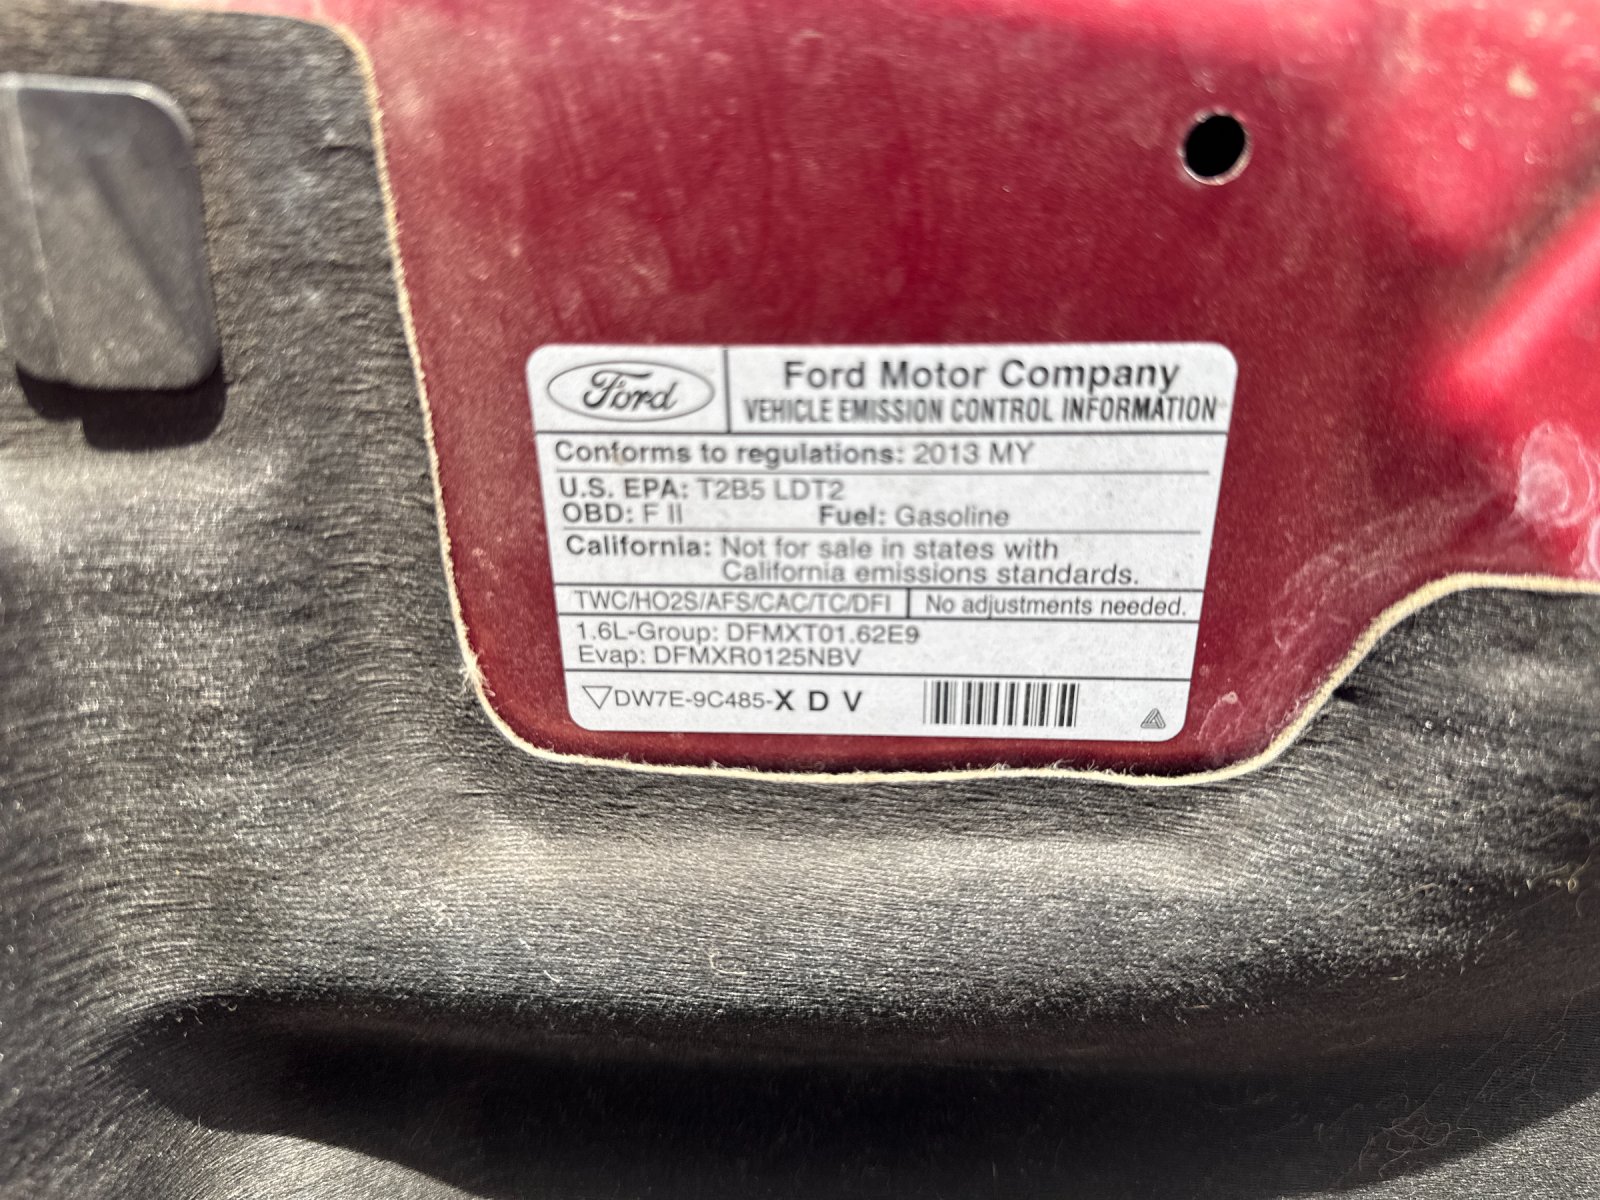 Ford
Ford Motor Company
VEHICLE EMISSION CONTROL INFORMATION
Conforms to regulations: 2013 MY
U.S. EPA: T2B5 LDT2
OBD: F II Fuel: Gasoline
California: Not for sale in states with
California emissions standards.
TWC/HO2S/AFS/CAC/TC/DFI No adjustments needed.
1.6L-Group: DFMXT01.62E9
Evap: DFMXR0125NBV
DW7E-9C485-X D V